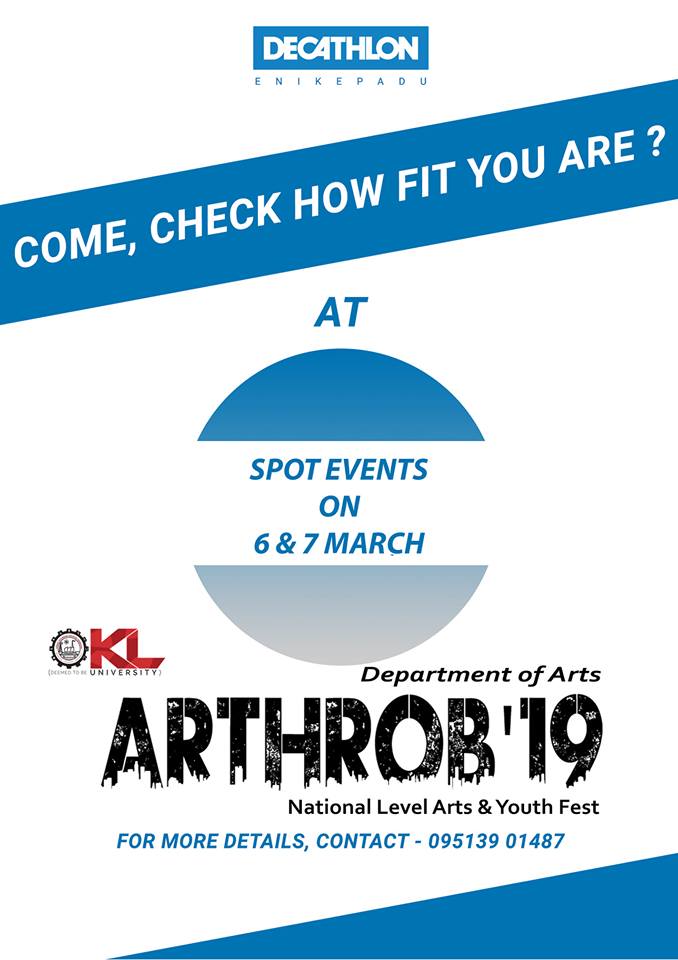 DECATHLON
ENIKEPADU
COME, CHECK HOW FIT YOU ARE ?
AT
SPOT EVENTS
ON
6 & 7 MARCH
KL
(DEEMED TO BE UNIVERSITY)
Department of Arts
ARTHROB'19
National Level Arts & Youth Fest
FOR MORE DETAILS, CONTACT - 095139 01487